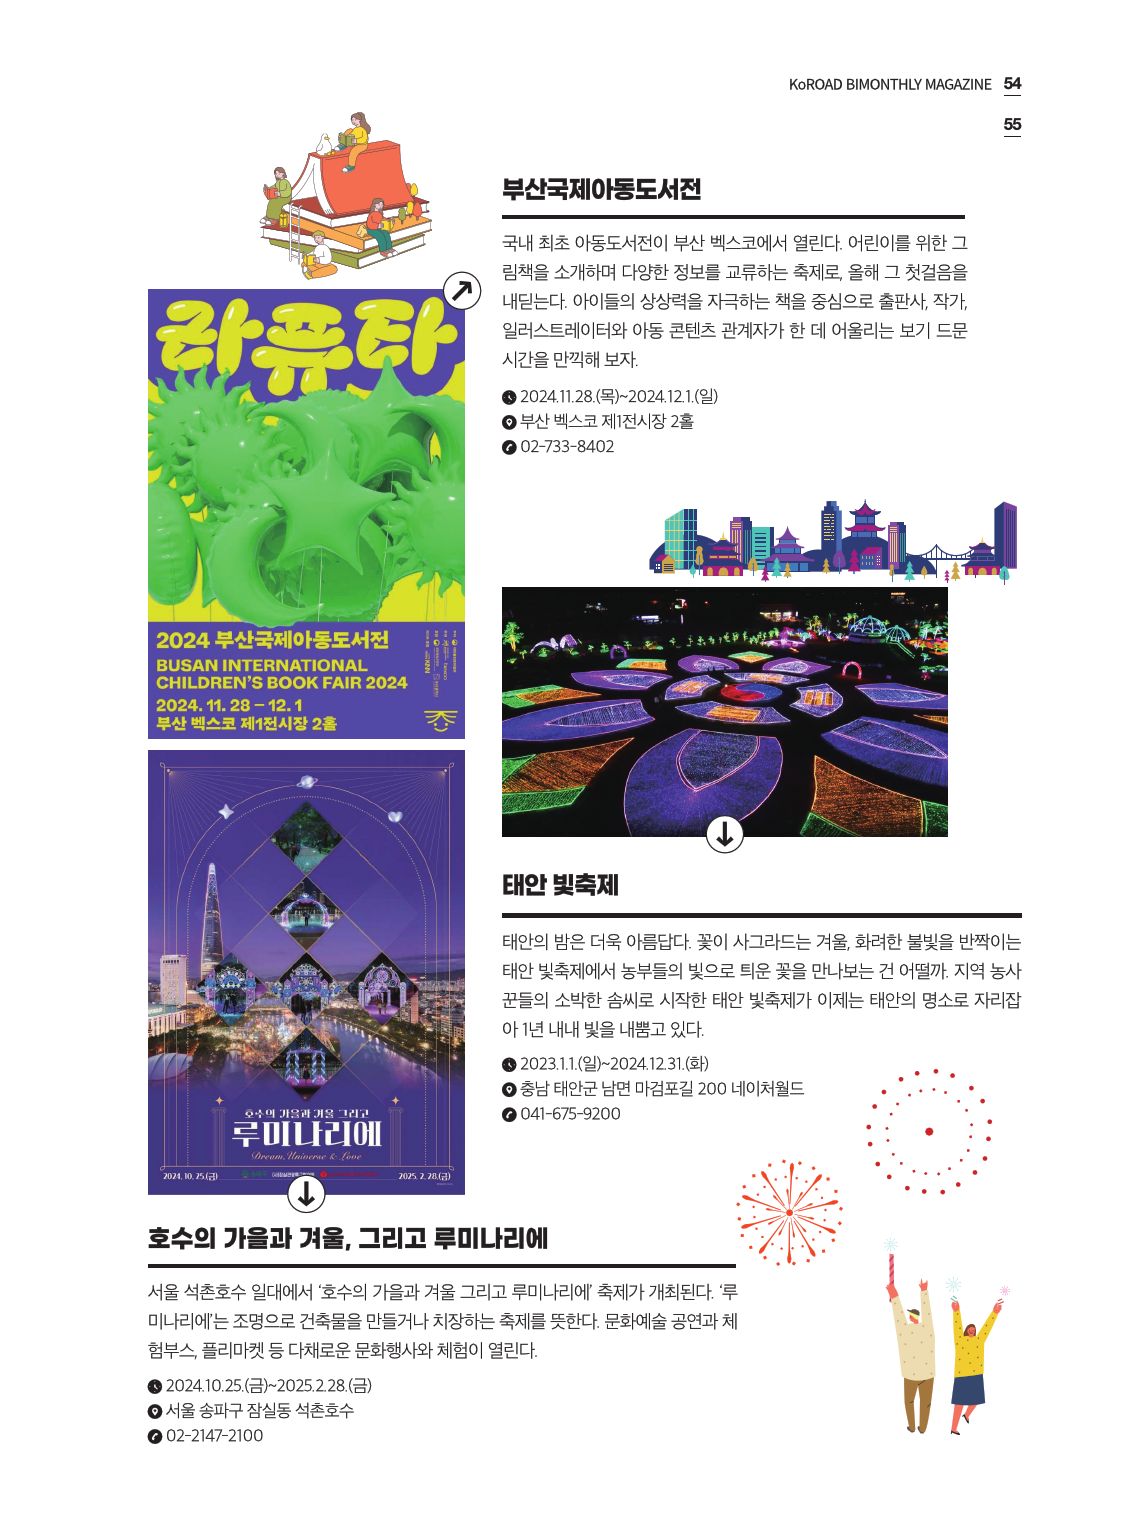 KoROAD BIMONTHLY MAGAZINE 54
55
부산국제아동도서전
국내 최초 아동도서전이 부산 벡스코에서 열린다. 어린이를 위한 그
림책을 소개하며 다양한 정보를 교류하는 축제로, 올해 그 첫걸음을
내딛는다. 아이들의 상상력을 자극하는 책을 중심으로 출판사, 작가,
일러스트레이터와 아동 콘텐츠 관계자가 한 데 어울리는 보기 드문
시간을 만끽해 보자.
2024.11.28.(목)~2024.12.1.(일)
부산 벡스코 제1전시장 2홀
02-733-8402
라퓨타
2024 부산국제아동도서전
BUSAN INTERNATIONAL
CHILDREN'S BOOK FAIR 2024
2024. 11. 28 – 12. 1
부산 벡스코 제1전시장 2홀
태안 빛축제
태안의 밤은 더욱 아름답다. 꽃이 사그라드는 겨울, 화려한 불빛을 반짝이는
태안 빛축제에서 농부들의 빛으로 틔운 꽃을 만나보는 건 어떨까. 지역 농사
꾼들의 소박한 솜씨로 시작한 태안 빛축제가 이제는 태안의 명소로 자리잡
아 1년 내내 빛을 내뿜고 있다.
2023.1.1.(일)~2024.12.31.(화)
충남 태안군 남면 마검포길 200 네이처월드
041-675-9200
호수의 가을과 겨울 그리고
루미나리에
Dream, Universe & Love
2024. 10. 25.(금)
2025. 2. 28.(금)
호수의 가을과 겨울, 그리고 루미나리에
서울 석촌호수 일대에서 ‘호수의 가을과 겨울 그리고 루미나리에’ 축제가 개최된다. ‘루
미나리에’는 조명으로 건축물을 만들거나 치장하는 축제를 뜻한다. 문화예술 공연과 체
험부스, 플리마켓 등 다채로운 문화행사와 체험이 열린다.
2024.10.25.(금)~2025.2.28.(금)
서울 송파구 잠실동 석촌호수
02-2147-2100